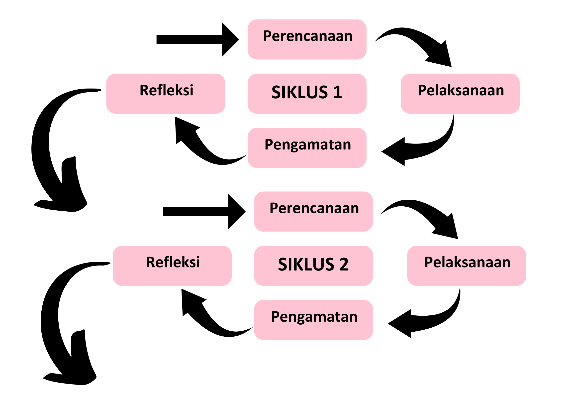 Perencanaan
Refleksi
SIKLUS 1
Pelaksanaan
Pengamatan
Perencanaan
Refleksi
SIKLUS 2
Pelaksanaan
Pengamatan